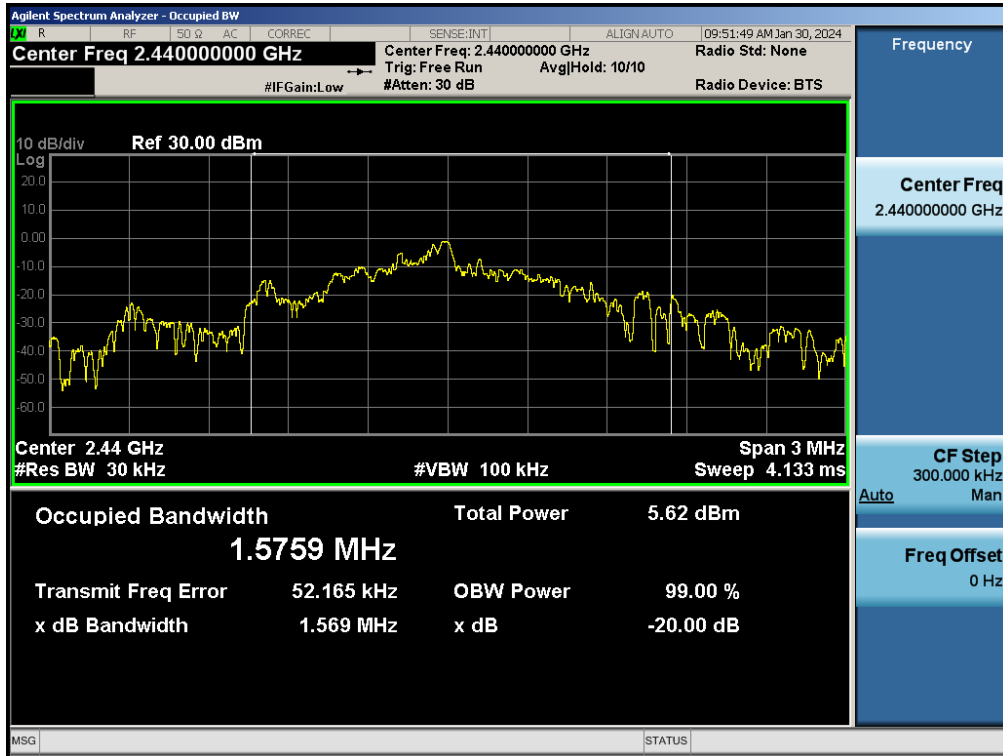 Agilent Spectrum Analyzer - Occupied BW
LXI R RF 50 Ω AC CORREC SENSE:INT ALIGN AUTO 09:51:49 AM Jan 30, 2024
Center Freq 2.440000000 GHz
Center Freq: 2.440000000 GHz Radio Std: None
Trig: Free Run Avg|Hold: 10/10
#IFGain:Low #Atten: 30 dB Radio Device: BTS
Frequency
10 dB/div Ref 30.00 dBm
Log
20.0
10.0
0.00
-10.0
-20.0
-30.0
-40.0
-50.0
-60.0
Center 2.44 GHz Span 3 MHz
#Res BW 30 kHz #VBW 100 kHz Sweep 4.133 ms
Occupied Bandwidth Total Power 5.62 dBm
1.5759 MHz
Transmit Freq Error 52.165 kHz OBW Power 99.00 %
x dB Bandwidth 1.569 MHz x dB -20.00 dB
Center Freq
2.440000000 GHz
CF Step
300.000 kHz
Auto Man
Freq Offset
0 Hz
MSG STATUS